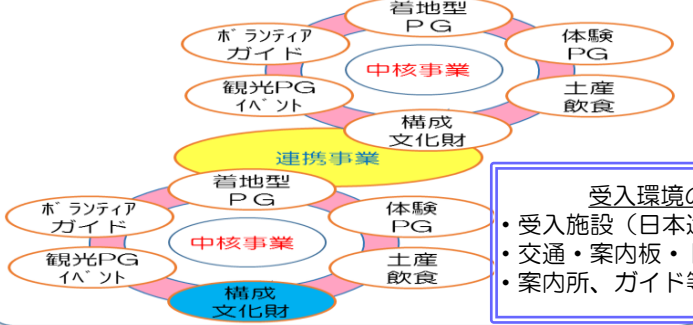 着地型
PG
ﾎﾞﾗﾝﾃｨｱ
ガイド
体験
PG
中核事業
観光PG
ｲﾍﾞﾝﾄ
土産
飲食
構成
文化財
連携事業
着地型
PG
ﾎﾞﾗﾝﾃｨｱ
ガイド
体験
PG
中核事業
観光PG
ｲﾍﾞﾝﾄ
土産
飲食
構成
文化財
受入環境の
・受入施設（日本
・交通・案内板・
・案内所、ガイド等